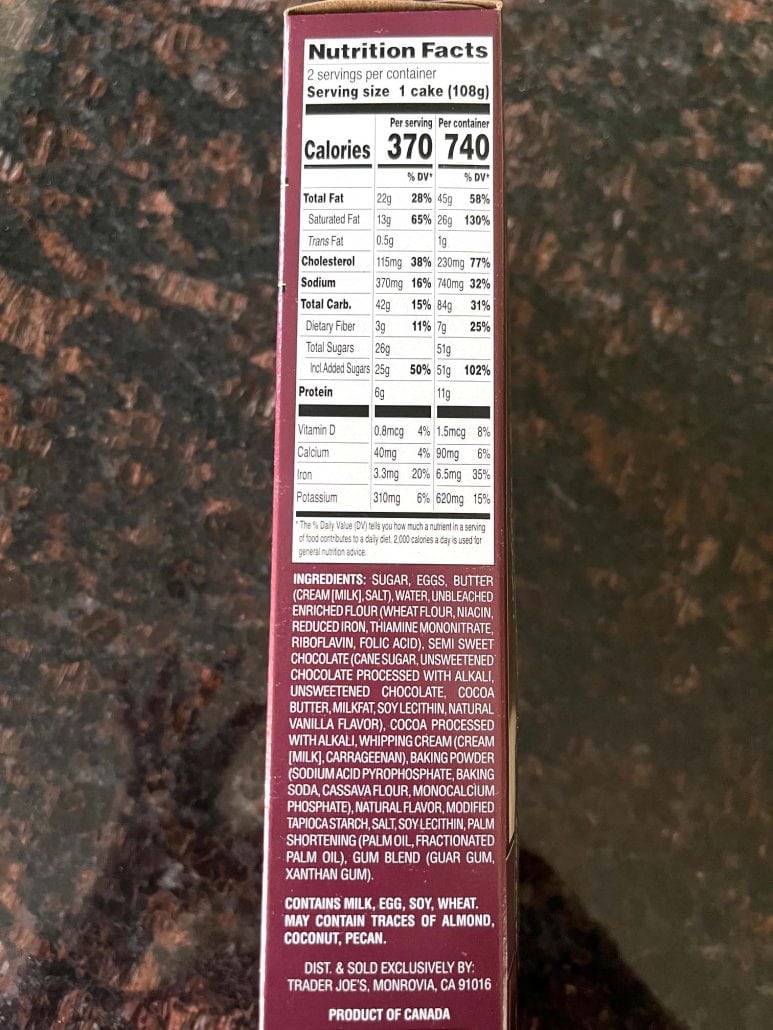 Nutrition Facts
2 servings per container
Serving size 1 cake (108g)
Per serving Per container
Calories 370 740
% DV* % DV*
Total Fat 22g 28% 45g 58%
Saturated Fat 13g 65% 26g 130%
Trans Fat 0.5g 1g
Cholesterol 115mg 38% 230mg 77%
Sodium 370mg 16% 740mg 32%
Total Carb. 42g 15% 84g 31%
Dietary Fiber 3g 11% 7g 25%
Total Sugars 26g 51g
Incl. Added Sugars 25g 50% 51g 102%
Protein 6g 11g
Vitamin D 0.8mcg 4% 1.5mcg 8%
Calcium 40mg 4% 90mg 6%
Iron 3.3mg 20% 6.5mg 35%
Potassium 310mg 6% 620mg 15%
* The % Daily Value (DV) tells you how much a nutrient in a serving
of food contributes to a daily diet. 2,000 calories a day is used for
general nutrition advice.
INGREDIENTS: SUGAR, EGGS, BUTTER
(CREAM [MILK], SALT), WATER, UNBLEACHED
ENRICHED FLOUR (WHEAT FLOUR, NIACIN,
REDUCED IRON, THIAMINE MONONITRATE,
RIBOFLAVIN, FOLIC ACID), SEMI SWEET
CHOCOLATE (CANE SUGAR, UNSWEETENED
CHOCOLATE PROCESSED WITH ALKALI,
UNSWEETENED CHOCOLATE, COCOA
BUTTER, MILKFAT, SOY LECITHIN, NATURAL
VANILLA FLAVOR), COCOA PROCESSED
WITH ALKALI, WHIPPING CREAM (CREAM
[MILK], CARRAGEENAN), BAKING POWDER
(SODIUM ACID PYROPHOSPHATE, BAKING
SODA, CASSAVA FLOUR, MONOCALCIUM
PHOSPHATE), NATURAL FLAVOR, MODIFIED
TAPIOCA STARCH, SALT, SOY LECITHIN, PALM
SHORTENING (PALM OIL, FRACTIONATED
PALM OIL), GUM BLEND (GUAR GUM,
XANTHAN GUM).
CONTAINS MILK, EGG, SOY, WHEAT.
MAY CONTAIN TRACES OF ALMOND,
COCONUT, PECAN.
DIST. & SOLD EXCLUSIVELY BY:
TRADER JOE'S, MONROVIA, CA 91016
PRODUCT OF CANADA